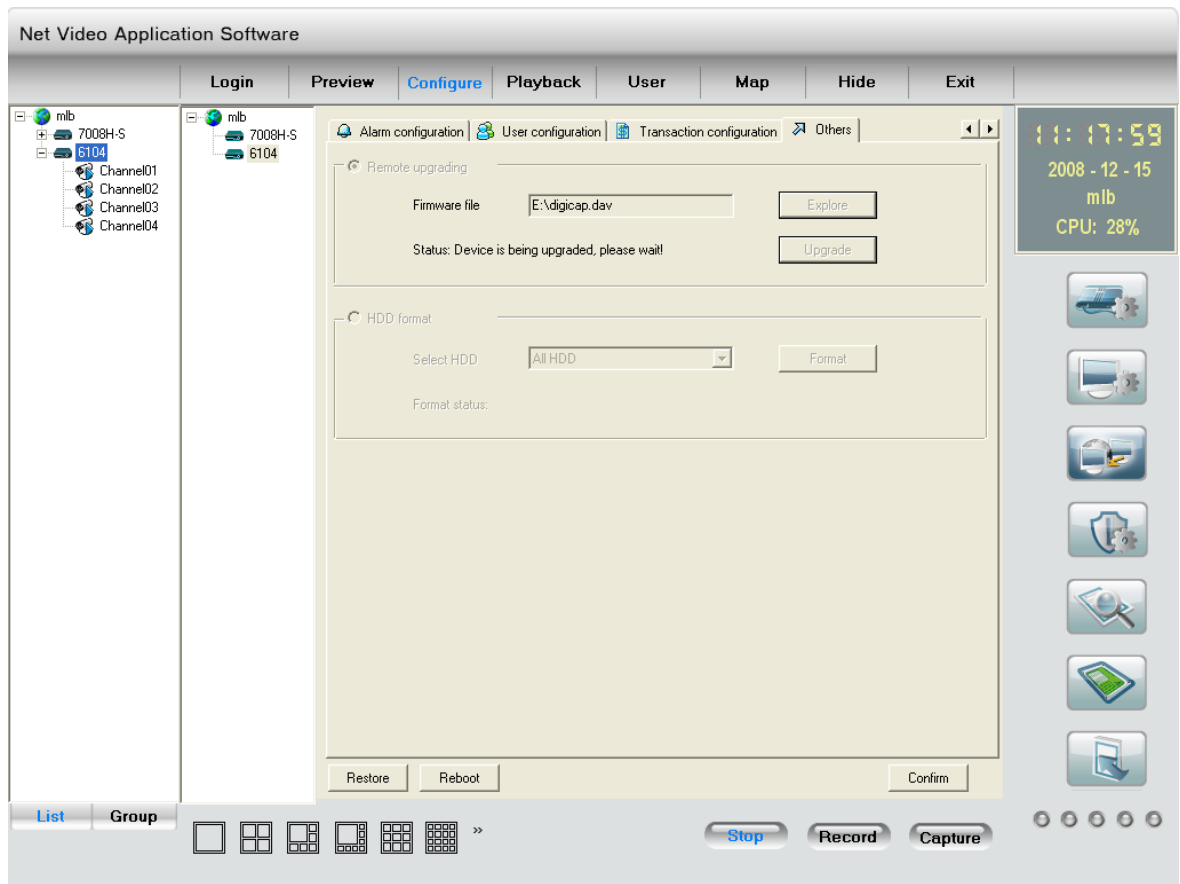 Net Video Application Software
Login Preview Configure Playback User Map Hide Exit
mlb
7008H-S
6104
Channel01
Channel02
Channel03
Channel04
mlb
7008H-S
6104
Alarm configuration User configuration Transaction configuration Others
Remote upgrading
Firmware file E:\digicap.dav Explore
Status: Device is being upgraded, please wait! Upgrade
HDD format
Select HDD All HDD Format
Format status:
Restore Reboot Confirm
11:17:59
2008 - 12 - 15
mlb
CPU: 28%
List Group
» Stop Record Capture